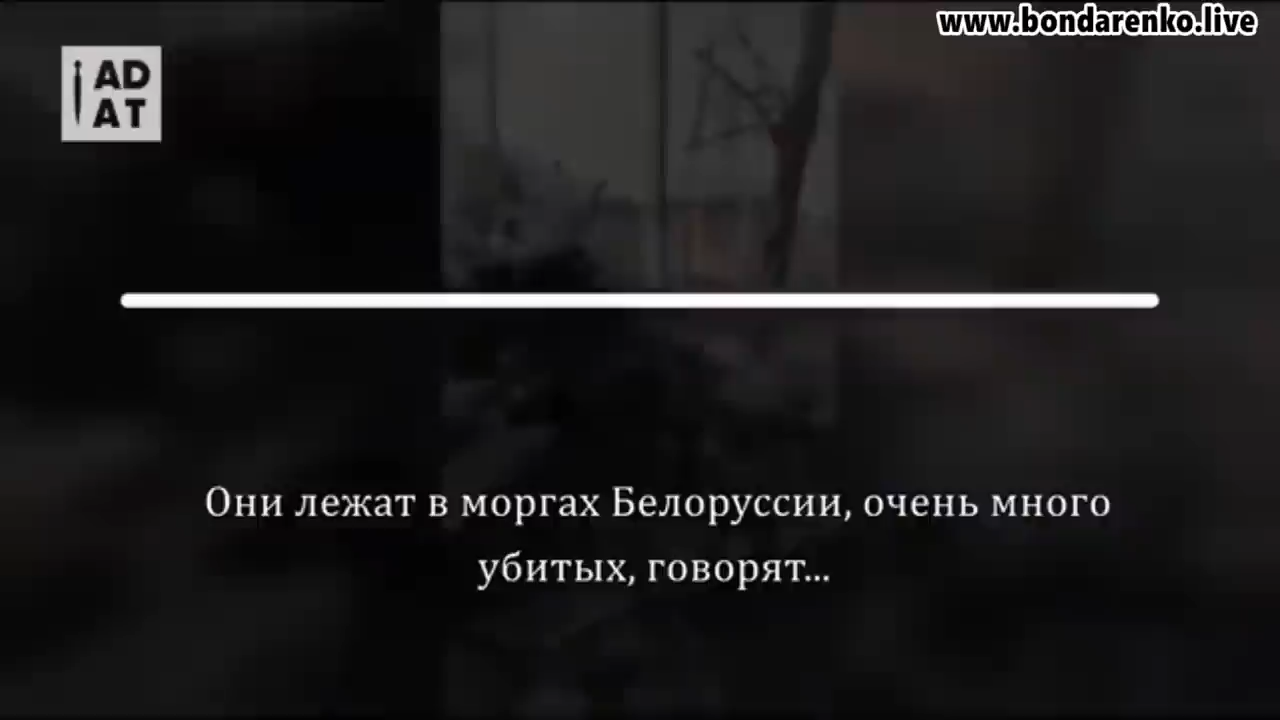 www.bondarenko.live
AD
AT
Они лежат в моргах Белоруссии, очень много
убитых, говорят...